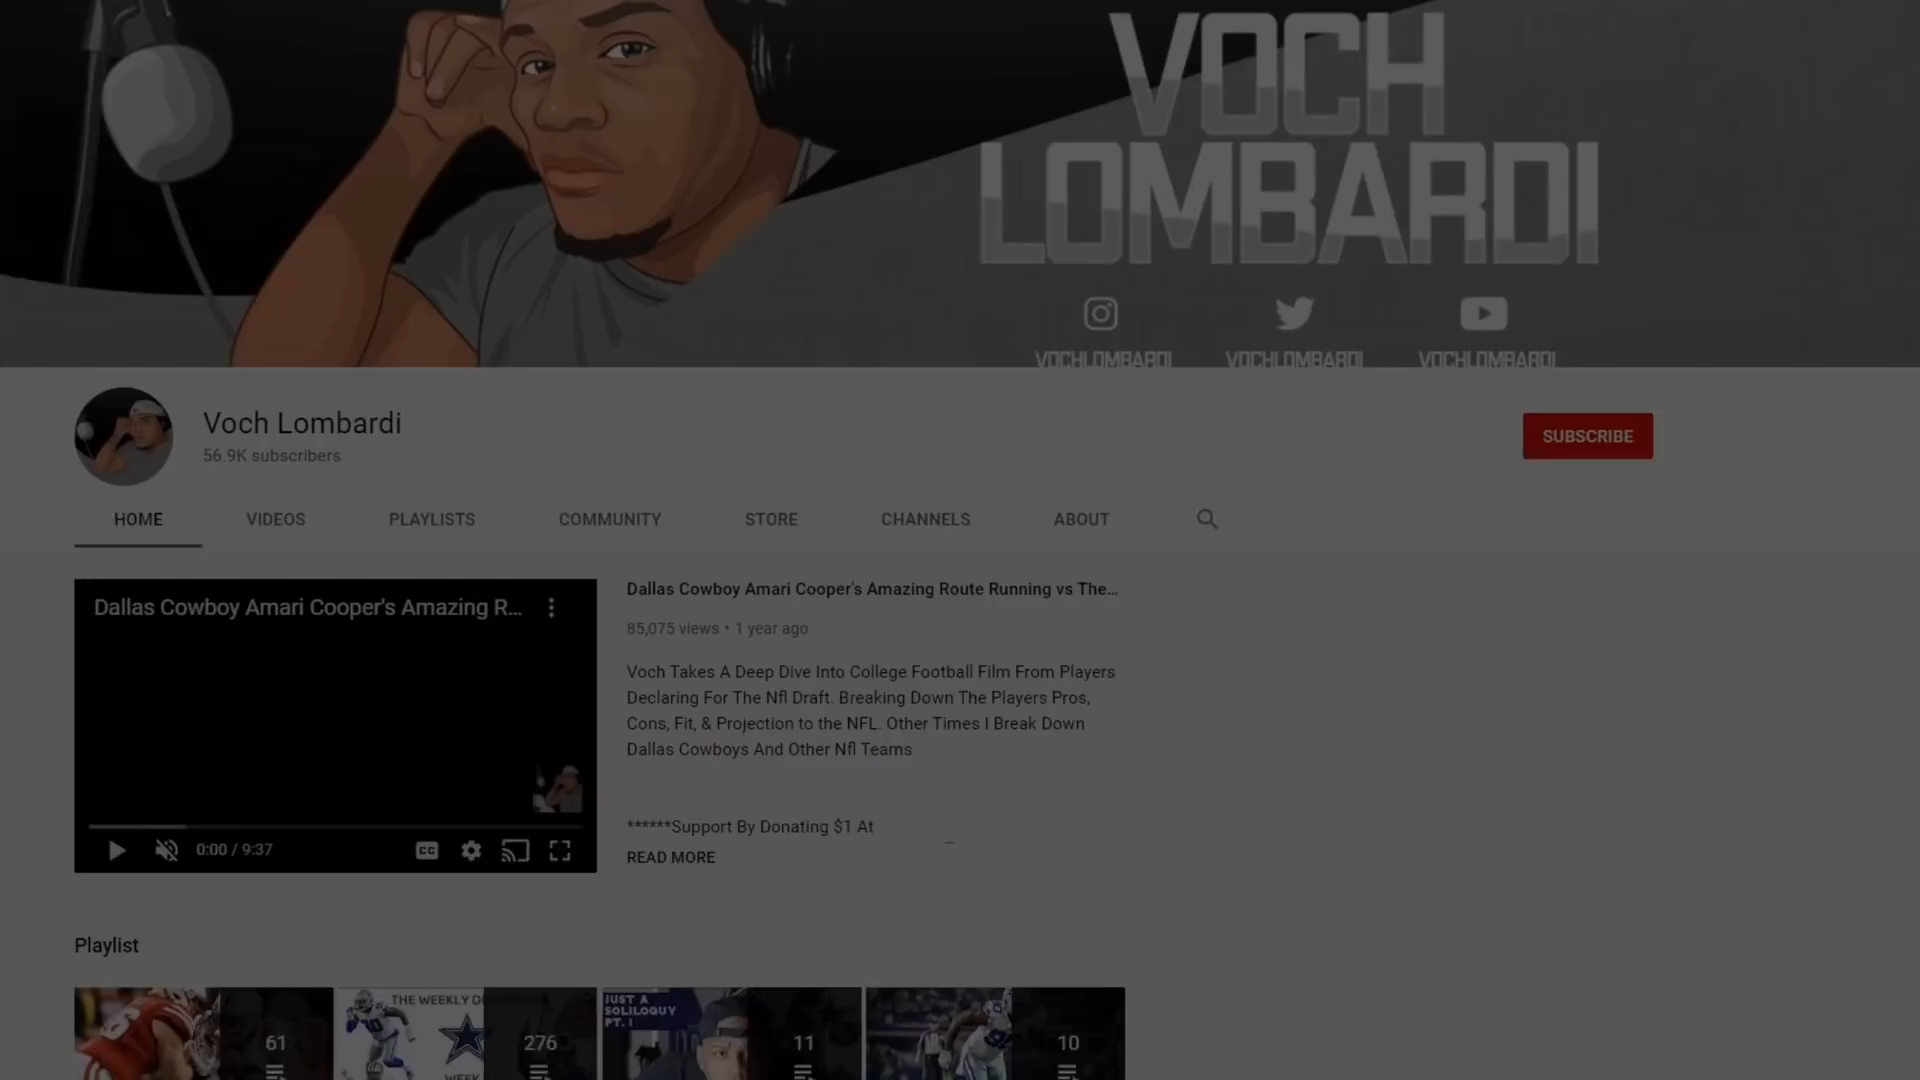 VOCH
LOMBARDI
VOCHLOMBARDI VOCHLOMBARDI VOCHLOMBARDI
Voch Lombardi
56.9K subscribers
SUBSCRIBE
HOME VIDEOS PLAYLISTS COMMUNITY STORE CHANNELS ABOUT
Dallas Cowboy Amari Cooper's Amazing R...
0:00 / 9:37
CC
Dallas Cowboy Amari Cooper's Amazing Route Running vs The...
85,075 views • 1 year ago
Voch Takes A Deep Dive Into College Football Film From Players
Declaring For The Nfl Draft. Breaking Down The Players Pros,
Cons, Fit, & Projection to the NFL. Other Times I Break Down
Dallas Cowboys And Other Nfl Teams
******Support By Donating $1 At
READ MORE
Playlist
61
THE WEEKLY
276
JUST A
SOLILOQUY
PT. I
11
10